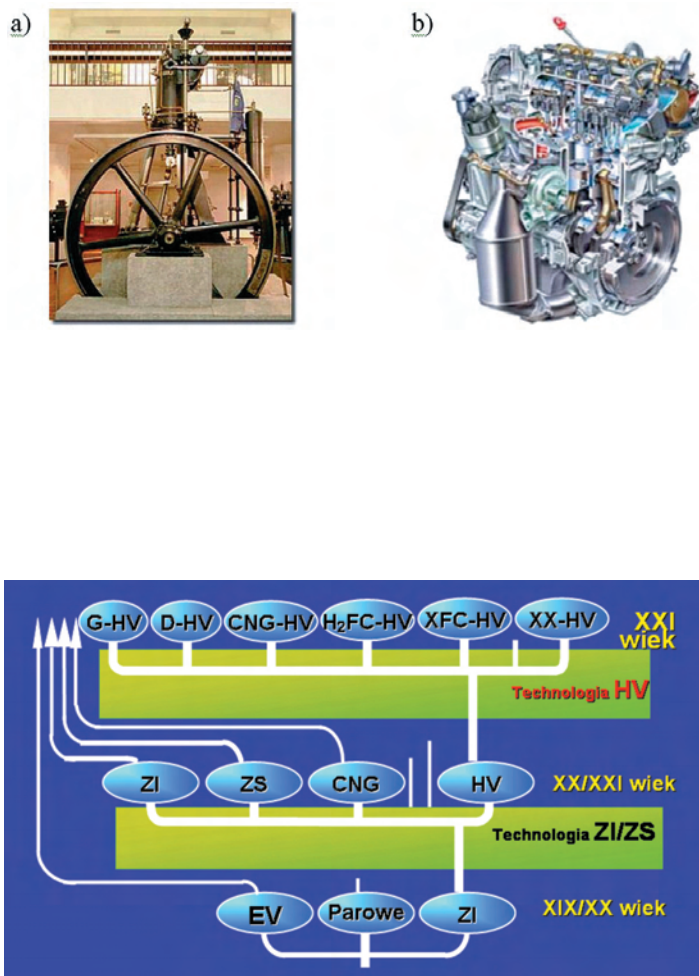 a)
b)
G-HV D-HV CNG-HV H₂FC-HV XFC-HV XX-HV
XXI
wiek
Technologia HV
ZI ZS CNG HV XX/XXI wiek
Technologia ZI/ZS
EV Parowe ZI XIX/XX wiek